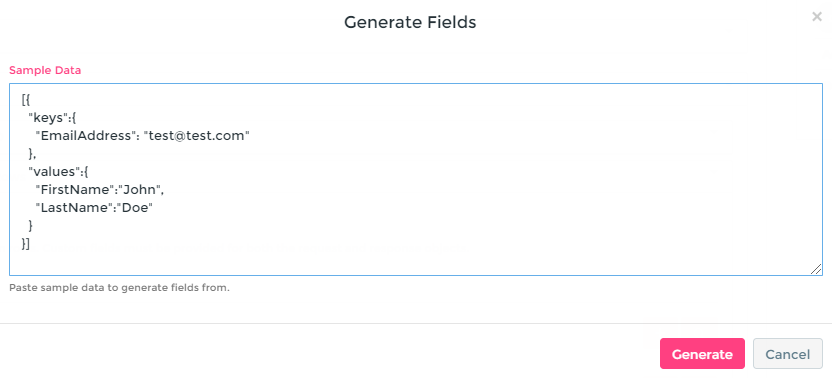 Generate Fields
×
Sample Data
[{
"keys":{
"EmailAddress": "test@test.com"
},
"values":{
"FirstName":"John",
"LastName":"Doe"
}
}]
Paste sample data to generate fields from.
Generate
Cancel